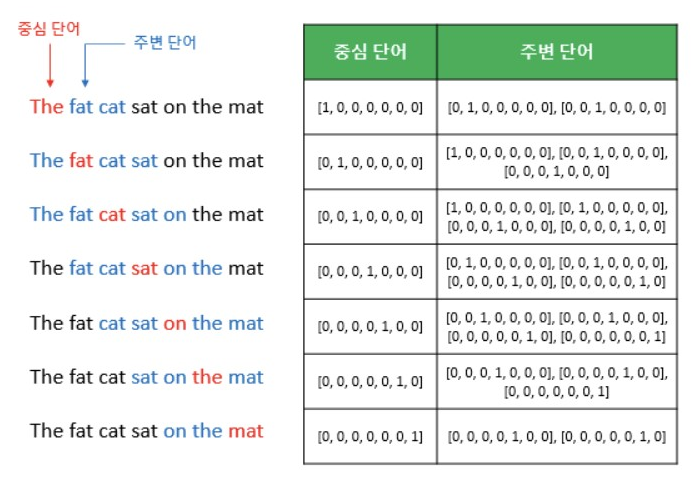 중심 단어
주변 단어
The fat cat sat on the mat
The fat cat sat on the mat
The fat cat sat on the mat
The fat cat sat on the mat
The fat cat sat on the mat
The fat cat sat on the mat
The fat cat sat on the mat
중심 단어 주변 단어
[1, 0, 0, 0, 0, 0, 0] [0, 1, 0, 0, 0, 0, 0], [0, 0, 1, 0, 0, 0, 0]
[0, 1, 0, 0, 0, 0, 0] [1, 0, 0, 0, 0, 0, 0], [0, 0, 1, 0, 0, 0, 0],
[0, 0, 0, 1, 0, 0, 0]
[0, 0, 1, 0, 0, 0, 0] [1, 0, 0, 0, 0, 0, 0], [0, 1, 0, 0, 0, 0, 0],
[0, 0, 0, 1, 0, 0, 0], [0, 0, 0, 0, 1, 0, 0]
[0, 0, 0, 1, 0, 0, 0] [0, 1, 0, 0, 0, 0, 0], [0, 0, 1, 0, 0, 0, 0],
[0, 0, 0, 0, 1, 0, 0], [0, 0, 0, 0, 0, 1, 0]
[0, 0, 0, 0, 1, 0, 0] [0, 0, 1, 0, 0, 0, 0], [0, 0, 0, 1, 0, 0, 0],
[0, 0, 0, 0, 0, 1, 0], [0, 0, 0, 0, 0, 0, 1]
[0, 0, 0, 0, 0, 1, 0] [0, 0, 0, 1, 0, 0, 0], [0, 0, 0, 0, 1, 0, 0],
[0, 0, 0, 0, 0, 0, 1]
[0, 0, 0, 0, 0, 0, 1] [0, 0, 0, 0, 1, 0, 0], [0, 0, 0, 0, 0, 1, 0]